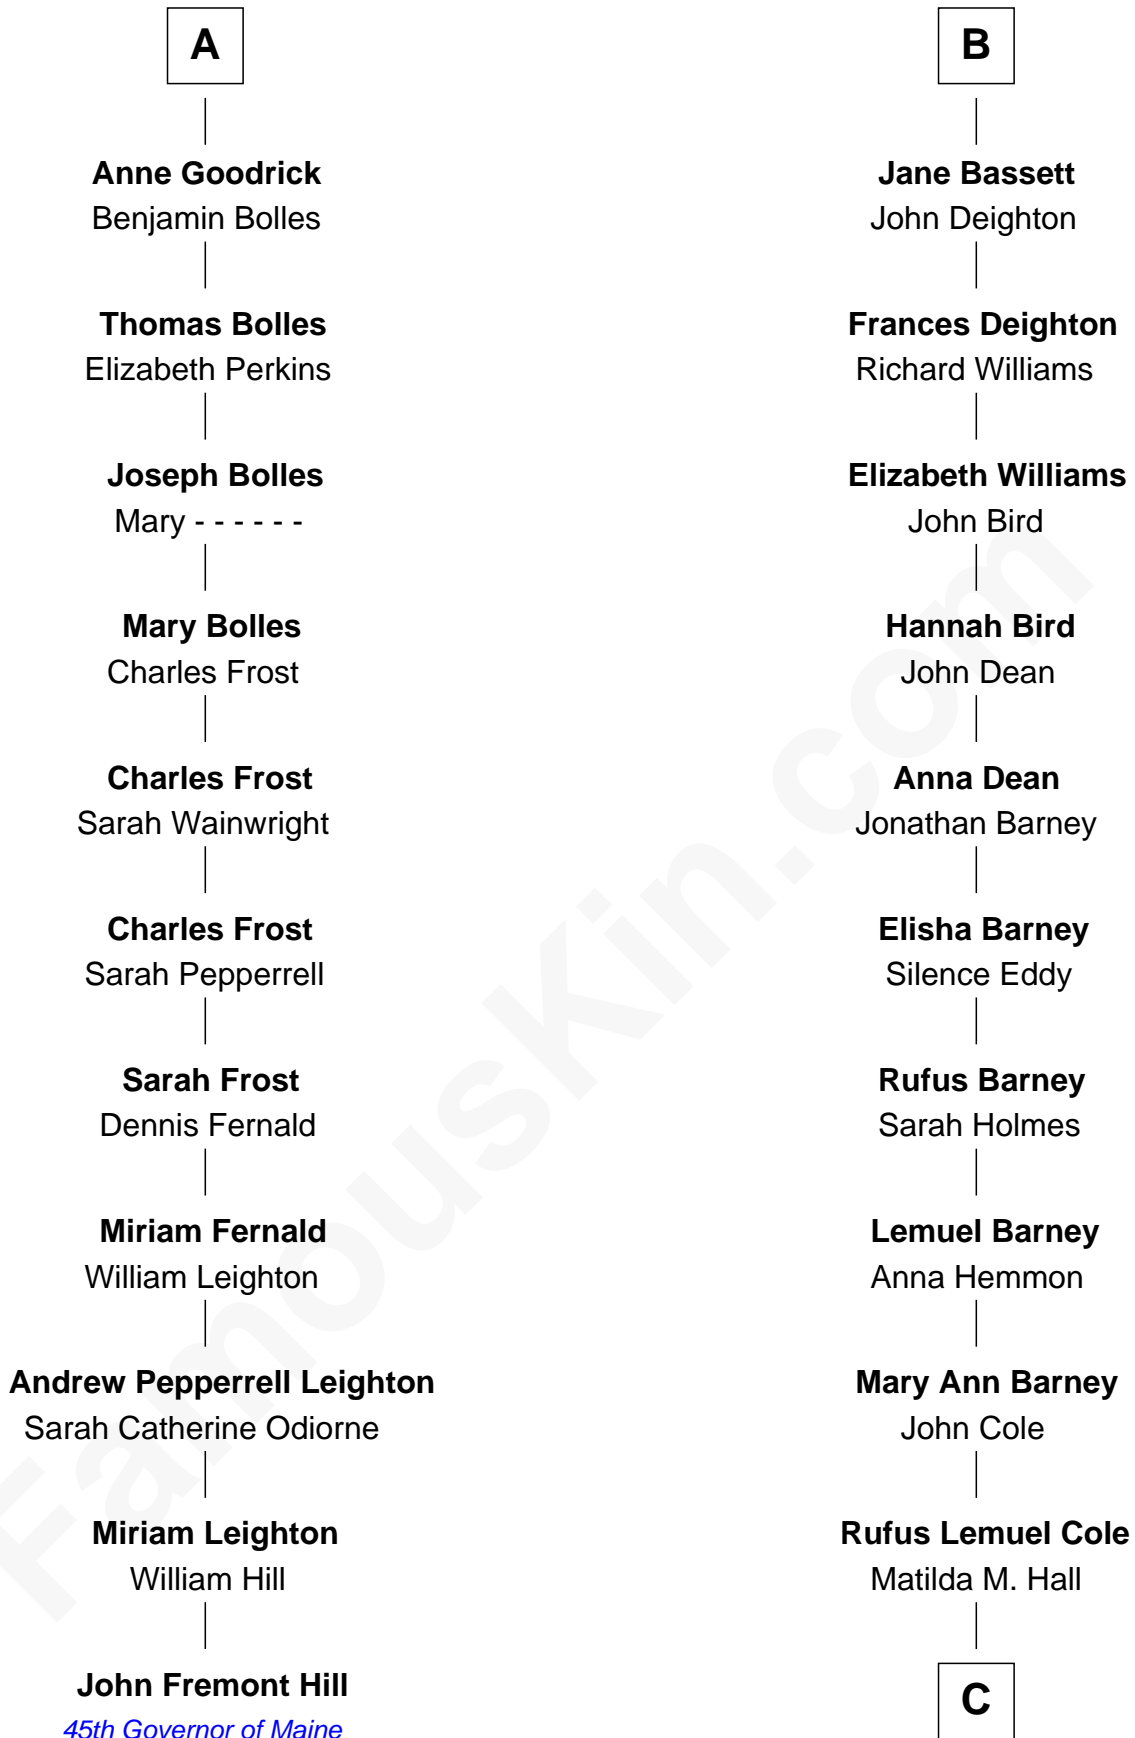 A
Anne Goodrick
Benjamin Bolles
Thomas Bolles
Elizabeth Perkins
Joseph Bolles
Mary - - - - - -
Mary Bolles
Charles Frost
Charles Frost
Sarah Wainwright
Charles Frost
Sarah Pepperrell
Sarah Frost
Dennis Fernald
Miriam Fernald
William Leighton
Andrew Pepperrell Leighton
Sarah Catherine Odiorne
Miriam Leighton
William Hill
John Fremont Hill
45th Governor of Maine
B
Jane Bassett
John Deighton
Frances Deighton
Richard Williams
Elizabeth Williams
John Bird
Hannah Bird
John Dean
Anna Dean
Jonathan Barney
Elisha Barney
Silence Eddy
Rufus Barney
Sarah Holmes
Lemuel Barney
Anna Hemmon
Mary Ann Barney
John Cole
Rufus Lemuel Cole
Matilda M. Hall
C
FamousKin.com